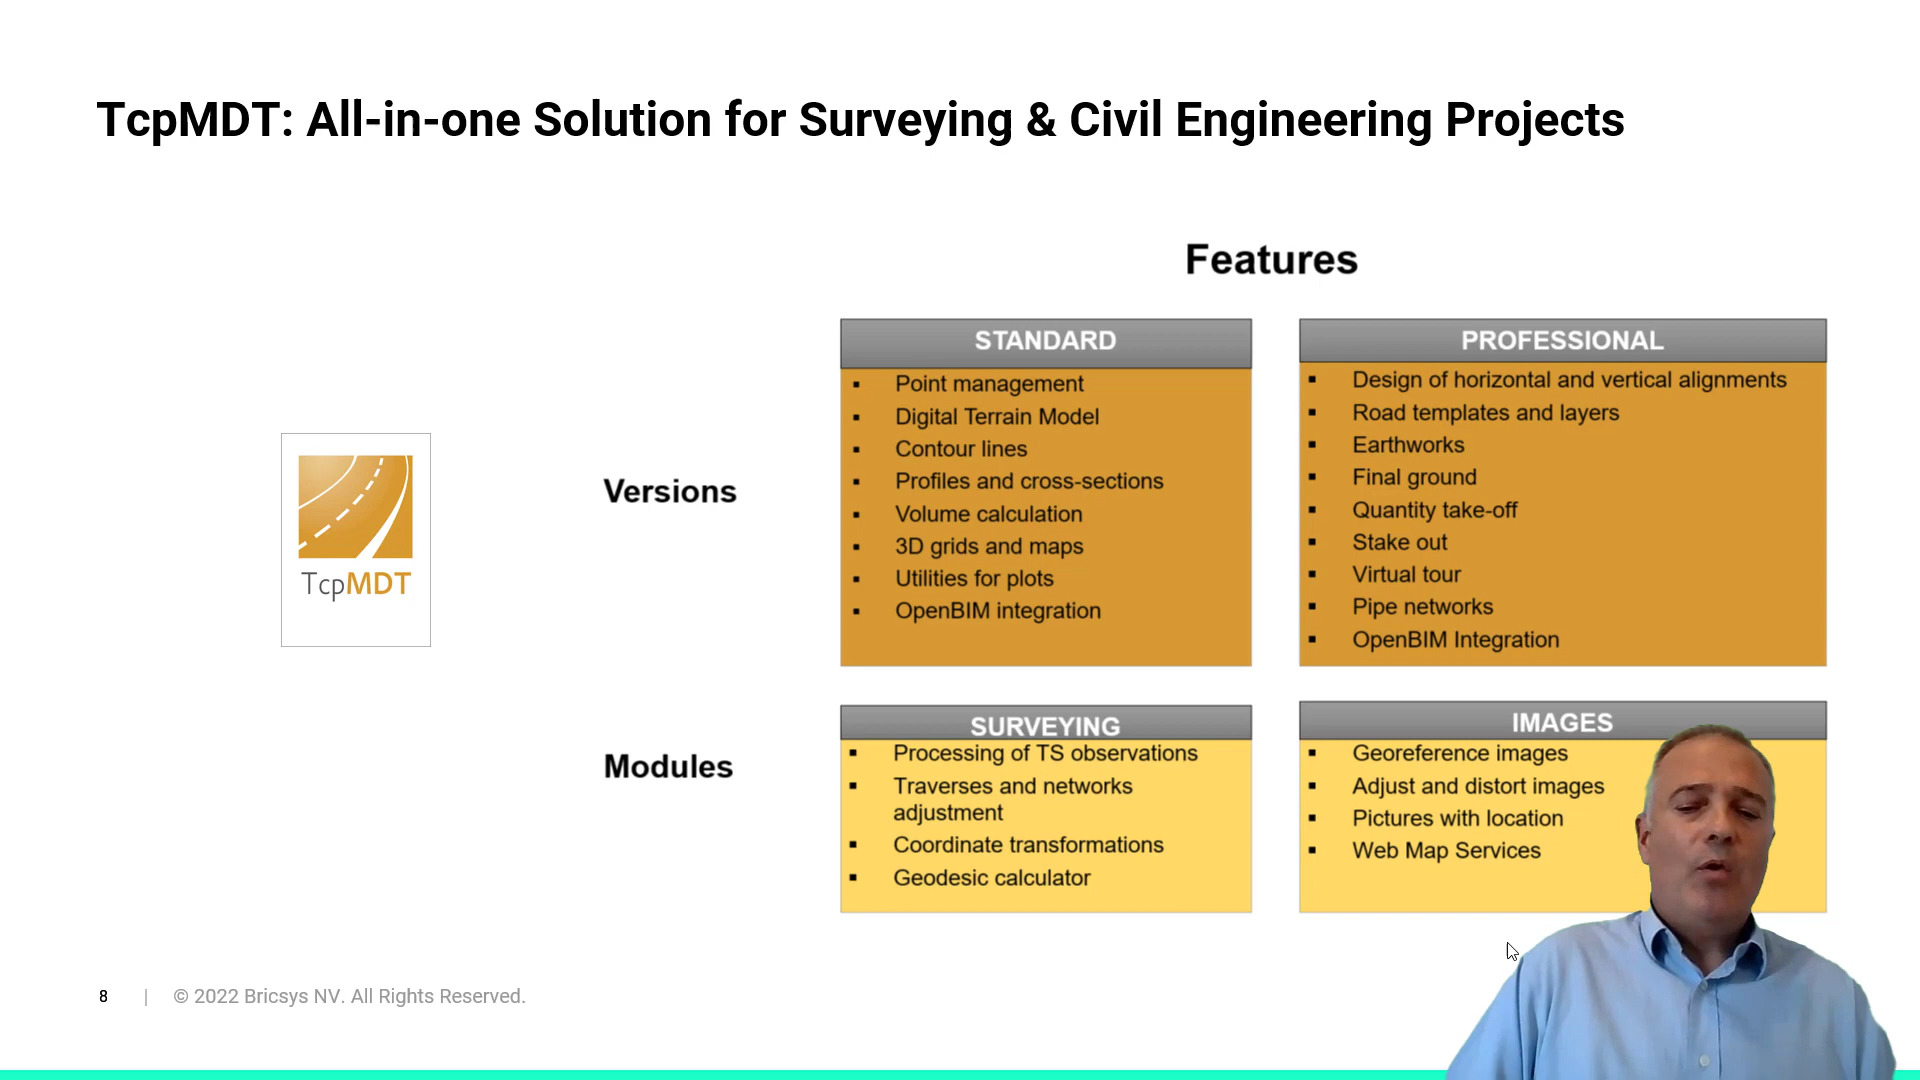 TcpMDT: All-in-one Solution for Surveying & Civil Engineering Projects
Features
TcpMDT
Versions
STANDARD
Point management
Digital Terrain Model
Contour lines
Profiles and cross-sections
Volume calculation
3D grids and maps
Utilities for plots
OpenBIM integration
PROFESSIONAL
Design of horizontal and vertical alignments
Road templates and layers
Earthworks
Final ground
Quantity take-off
Stake out
Virtual tour
Pipe networks
OpenBIM Integration
Modules
SURVEYING
Processing of TS observations
Traverses and networks
adjustment
Coordinate transformations
Geodesic calculator
IMAGES
Georeference images
Adjust and distort images
Pictures with location
Web Map Services
8 | © 2022 Bricsys NV. All Rights Reserved.